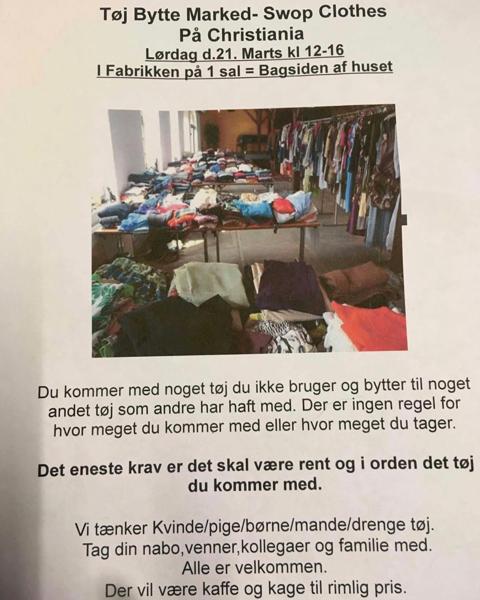 Tøj Bytte Marked- Swop Clothes
På Christiania
Lørdag d.21. Marts kl 12-16
I Fabrikken på 1 sal = Bagsiden af huset
Du kommer med noget tøj du ikke bruger og bytter til noget
andet tøj som andre har haft med. Der er ingen regel for
hvor meget du kommer med eller hvor meget du tager.
Det eneste krav er det skal være rent og i orden det tøj
du kommer med.
Vi tænker Kvinde/pige/børne/mande/drenge tøj.
Tag din nabo,venner,kollegaer og familie med.
Alle er velkommen.
Der vil være kaffe og kage til rimlig pris.